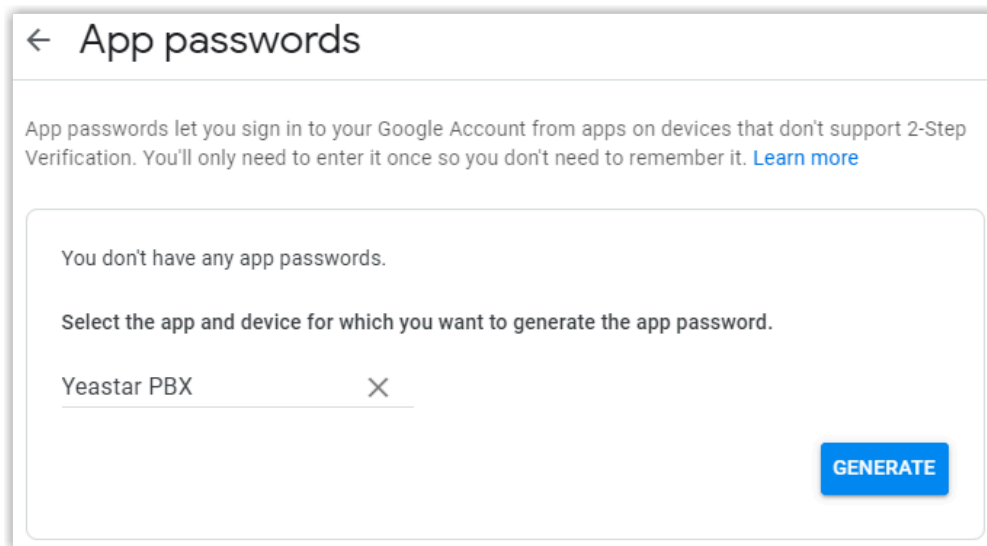 App passwords
App passwords let you sign in to your Google Account from apps on devices that don't support 2-Step
Verification. You'll only need to enter it once so you don't need to remember it. Learn more
You don't have any app passwords.
Select the app and device for which you want to generate the app password.
Yeastar PBX
GENERATE